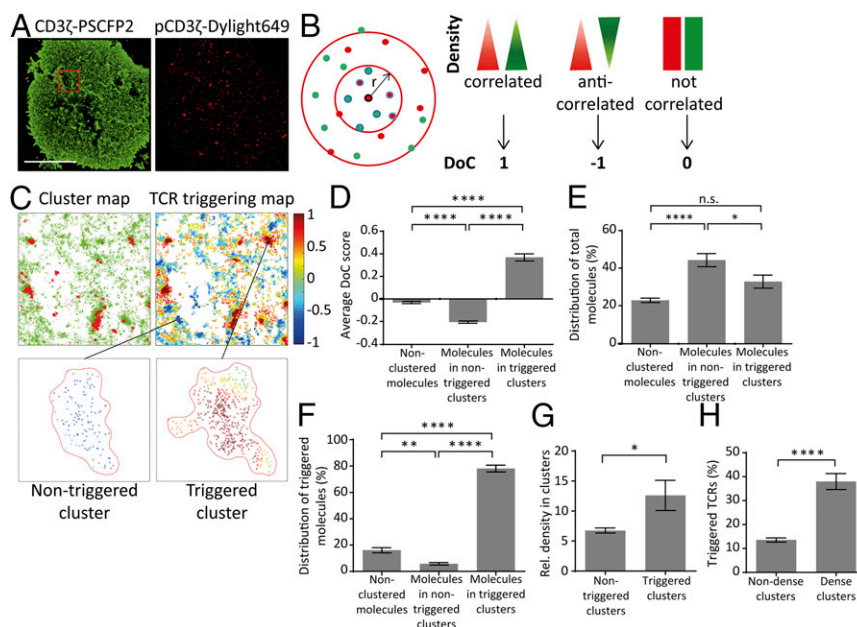 A
CD3ζ-PSCFP2
pCD3ζ-Dylight649
B
r
Density
correlated
anti-
correlated
not
correlated
DoC
1
-1
0
C
Cluster map
TCR triggering map
1
0.5
0
-0.5
-1
Non-triggered
cluster
Triggered
cluster
D
Average DoC score
0.6
0.4
0.2
0
-0.2
-0.4
****
**** ****
Non-
clustered
molecules
Molecules
in non-
triggered
clusters
Molecules
in triggered
clusters
E
Distribution of total
molecules (%)
60
40
20
0
n.s.
**** *
Non-
clustered
molecules
Molecules
in non-
triggered
clusters
Molecules
in triggered
clusters
F
Distribution of triggered
molecules (%)
100
80
60
40
20
0
****
** ****
Non-
clustered
molecules
Molecules
in non-
triggered
clusters
Molecules
in triggered
clusters
G
Rel. density in clusters
20
15
10
5
0
*
Non-
triggered
clusters
Triggered
clusters
H
Triggered TCRs (%)
50
40
30
20
10
0
****
Non-dense
clusters
Dense
clusters